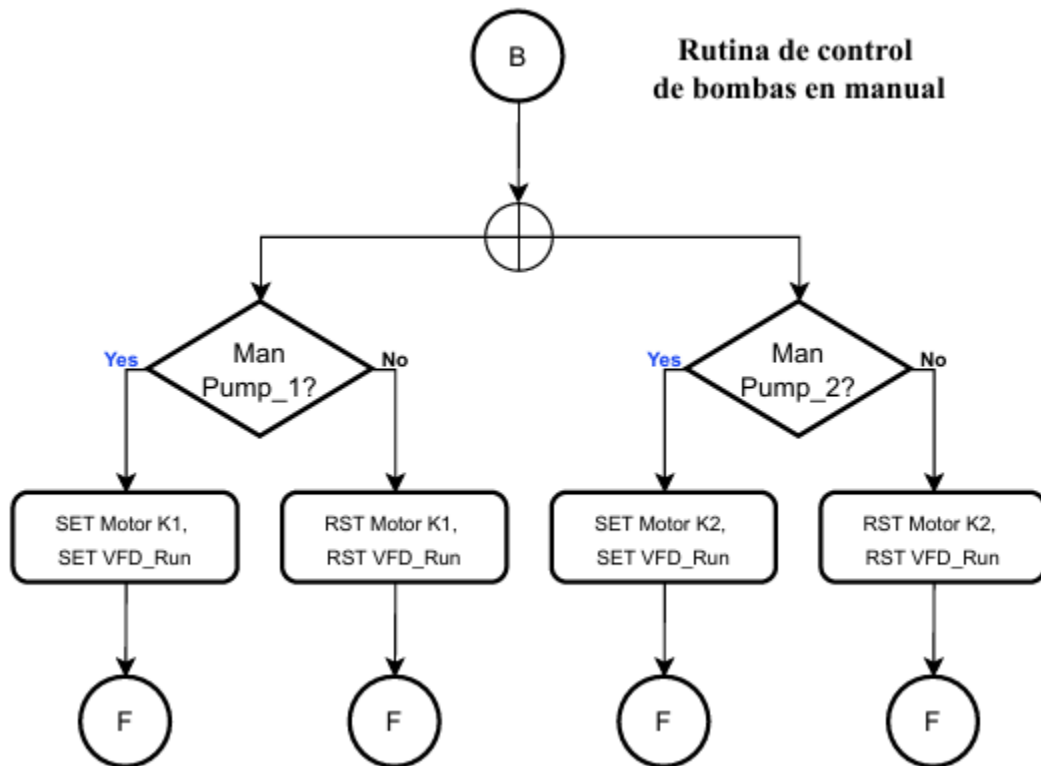 B
Rutina de control
de bombas en manual
Yes
Man
Pump_1?
No
Yes
Man
Pump_2?
No
SET Motor K1,
SET VFD_Run
RST Motor K1,
RST VFD_Run
SET Motor K2,
SET VFD_Run
RST Motor K2,
RST VFD_Run
F
F
F
F